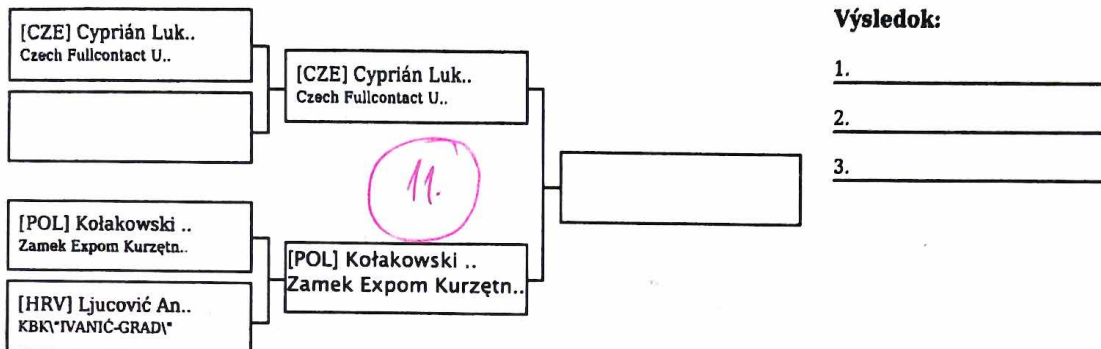 [CZE] Cyprián Luk..
Czech Fullcontact U..
[CZE] Cyprián Luk..
Czech Fullcontact U..
11.
[POL] Kołakowski ..
Zamek Expom Kurzętn..
[HRV] Ljucović An..
KBK\"IVANIĆ-GRAD\"
[POL] Kołakowski ..
Zamek Expom Kurzętn..
Výsledok:
1.
2.
3.